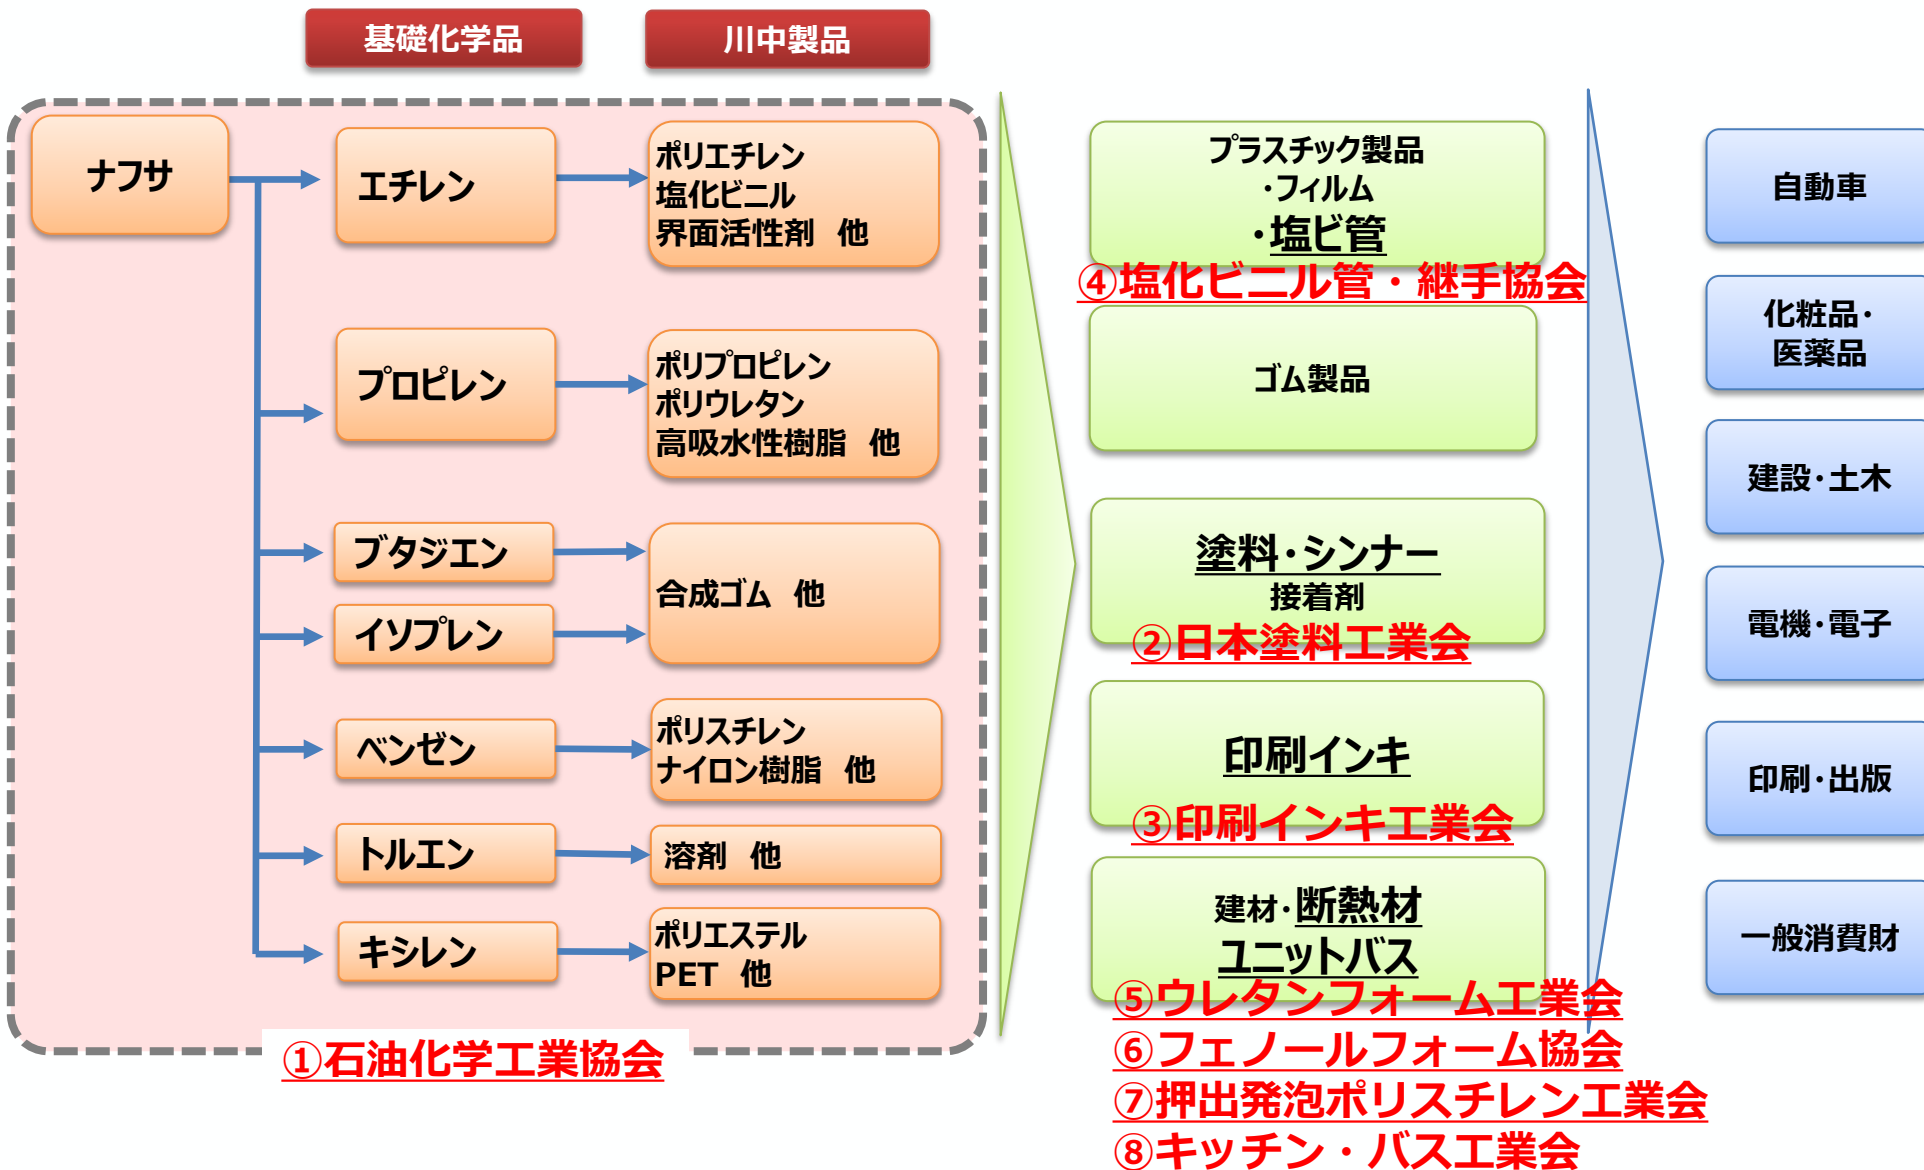 基礎化学品
川中製品
ナフサ
エチレン
ポリエチレン
塩化ビニル
界面活性剤　他
プロピレン
ポリプロピレン
ポリウレタン
高吸水性樹脂　他
ブタジエン
イソプレン
合成ゴム　他
ベンゼン
ポリスチレン
ナイロン樹脂　他
トルエン
溶剤　他
キシレン
ポリエステル
PET　他
①石油化学工業協会
プラスチック製品
・フィルム
・塩ビ管
④塩化ビニル管・継手協会
ゴム製品
塗料・シンナー
接着剤
②日本塗料工業会
印刷インキ
③印刷インキ工業会
建材・断熱材
ユニットバス
⑤ウレタンフォーム工業会
⑥フェノールフォーム協会
⑦押出発泡ポリスチレン工業会
⑧キッチン・バス工業会
自動車
化粧品・
医薬品
建設・土木
電機・電子
印刷・出版
一般消費財